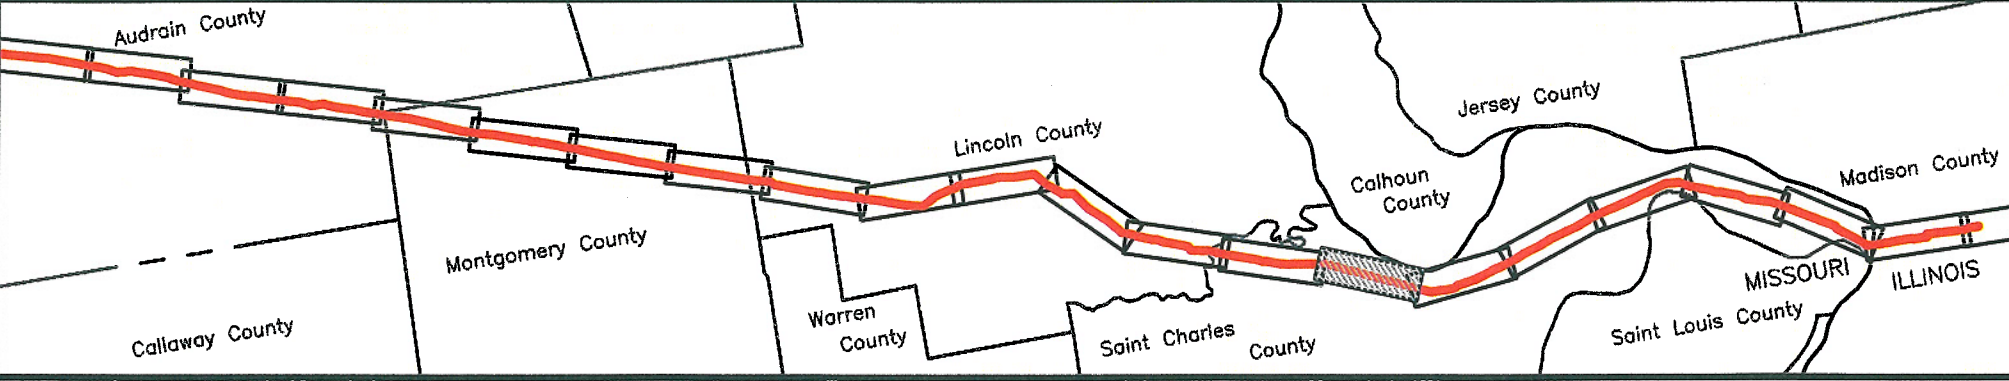 Audrain County
Jersey County
Lincoln County
Madison County
Calhoun
County
Montgomery County
MISSOURI
ILLINOIS
Callaway County
Warren
County
Saint Charles
County
Saint Louis County